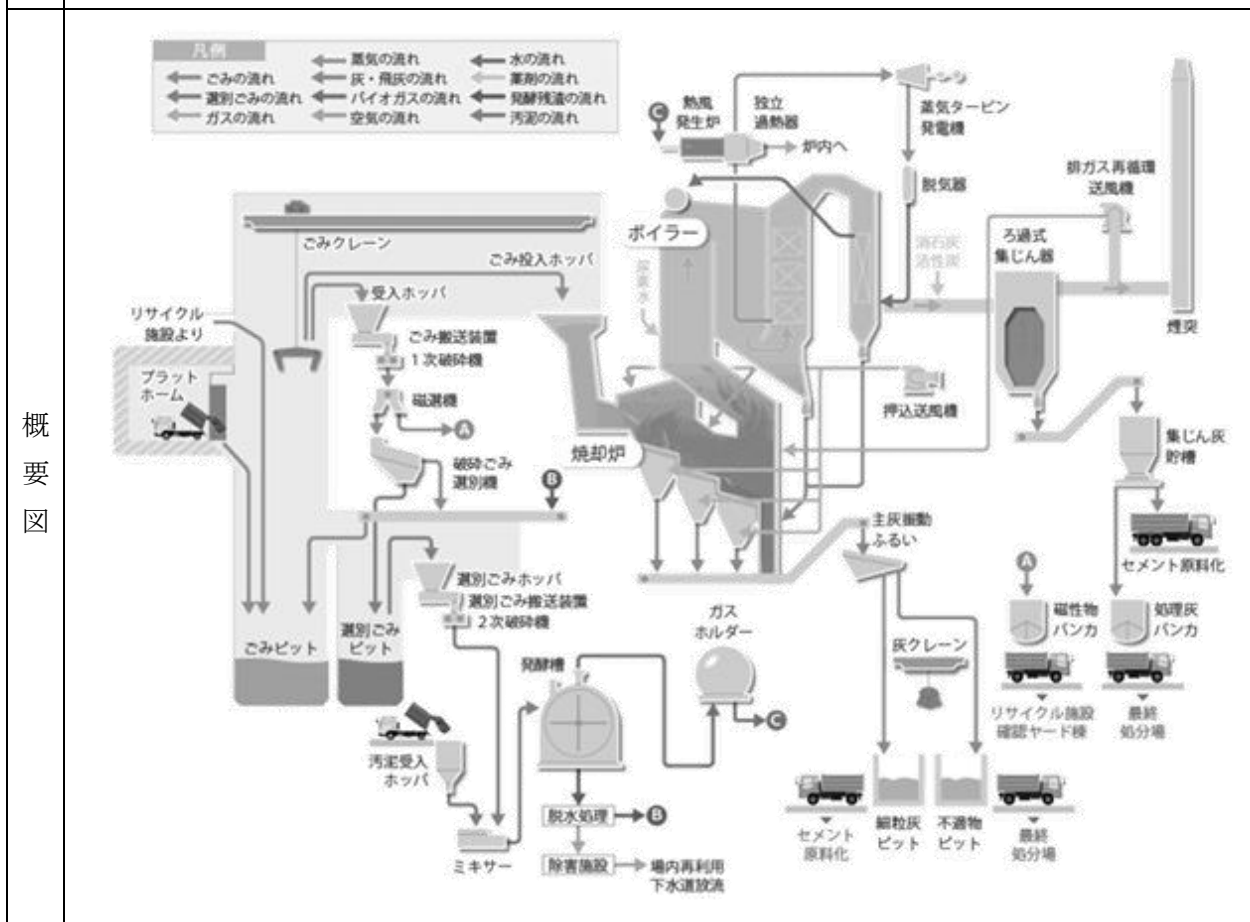 概要図
凡例
ごみの流れ
選別ごみの流れ
ガスの流れ
蒸気の流れ
灰・飛灰の流れ
バイオガスの流れ
空気の流れ
水の流れ
薬剤の流れ
発酵残渣の流れ
汚泥の流れ
C
熱風
発生炉
独立
過熱器
炉内へ
蒸気タービン
発電機
脱気器
排ガス再循環
送風機
ボイラー
尿素水
消石灰
活性炭
ろ過式
集じん器
煙突
ごみクレーン
ごみ投入ホッパ
受入ホッパ
リサイクル
施設より
ごみ搬送装置
1次破砕機
プラット
ホーム
磁選機
A
破砕ごみ
選別機
B
焼却炉
押込送風機
集じん灰
貯槽
セメント原料化
主灰振動
ふるい
選別ごみホッパ
選別ごみ搬送装置
2次破砕機
ごみピット
選別ごみ
ピット
ガス
ホルダー
発酵槽
C
灰クレーン
A
磁性物
バンカ
処理灰
バンカ
リサイクル施設
確認ヤード棟
最終
処分場
汚泥受入
ホッパ
ミキサー
脱水処理
B
除害施設
場内再利用
下水道放流
セメント
原料化
細粒灰
ピット
不適物
ピット
最終
処分場